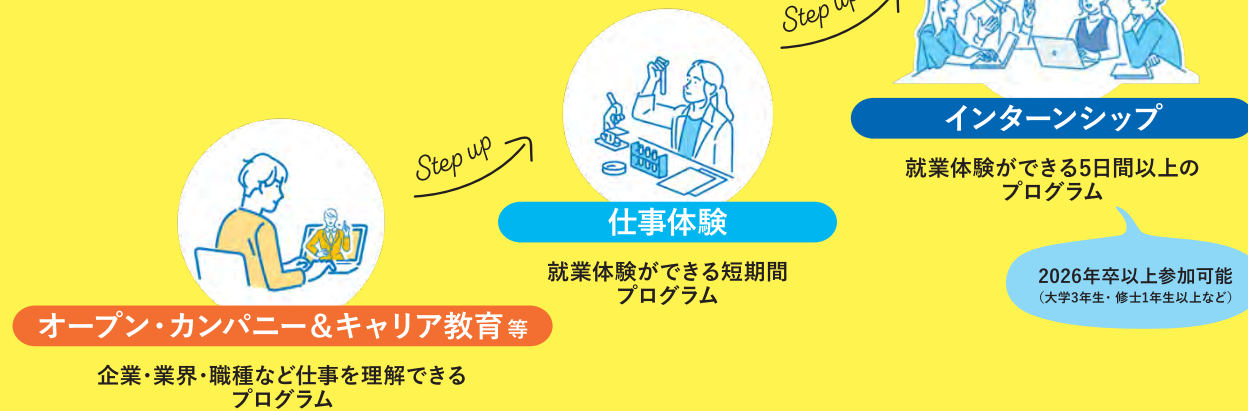 オープン・カンパニー＆キャリア教育 等
企業・業界・職種など仕事を理解できる
プログラム
Step up
仕事体験
就業体験ができる短期間
プログラム
Step up
インターンシップ
就業体験ができる5日間以上の
プログラム
2026年卒以上参加可能
（大学3年生・修士1年生以上など）